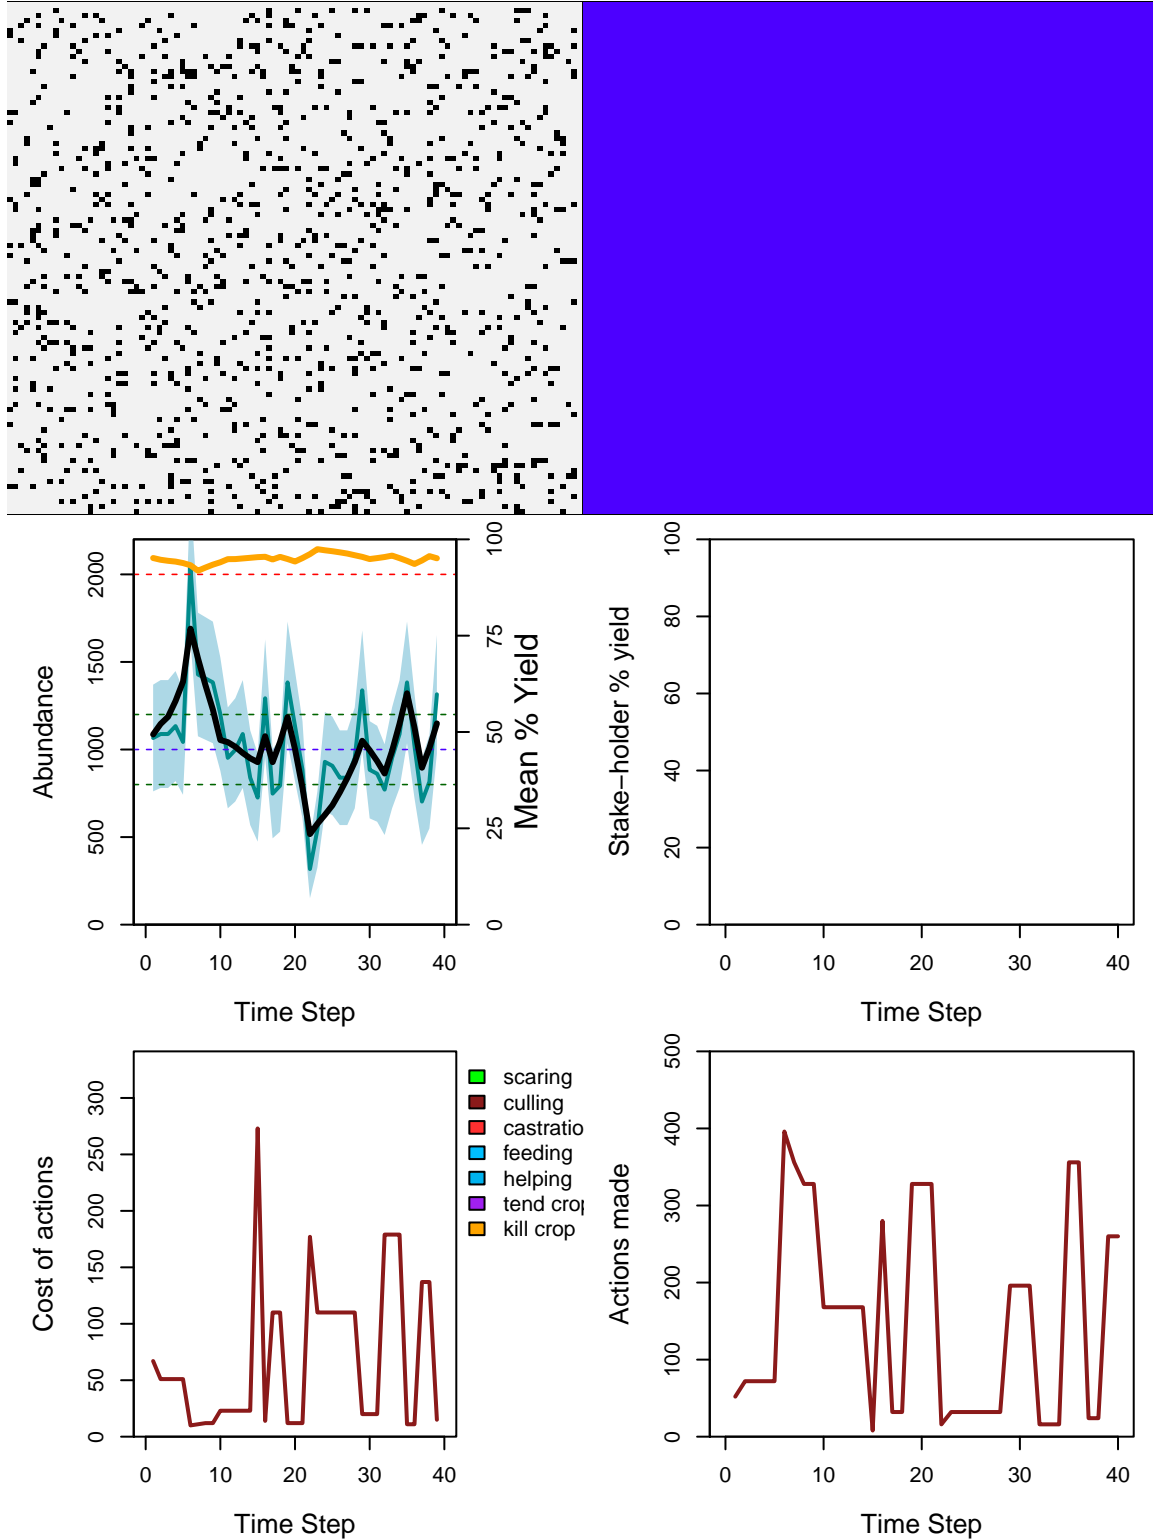 0 500 1000 1500 2000
Abundance
0 25 50 75 100
Mean % Yield
0 10 20 30 40
Time Step
0 20 40 60 80 100
Stake−holder % yield
0 10 20 30 40
Time Step
0 50 100 150 200 250 300
Cost of actions
0 10 20 30 40
Time Step
scaring
culling
castratio
feeding
helping
tend crop
kill crop
0 100 200 300 400 500
Actions made
0 10 20 30 40
Time Step